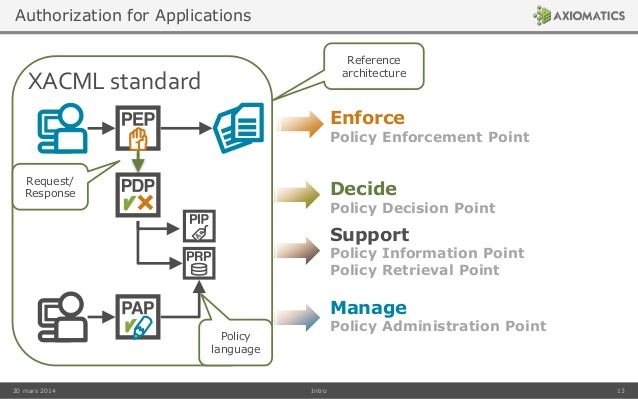 Authorization for Applications
AXIOMATICS
Reference
architecture
XACML standard
PEP
Enforce
Policy Enforcement Point
Request/
Response
PDP
Decide
Policy Decision Point
PIP
Support
Policy Information Point
PRP
Policy Retrieval Point
PAP
Manage
Policy Administration Point
Policy
language
20 mars 2014
Intro
13